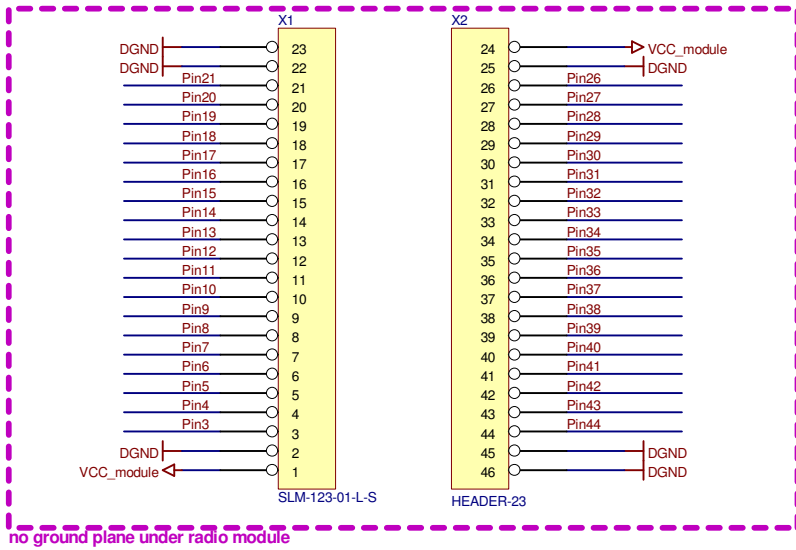 X1
DGND 23
DGND 22
Pin21 21
Pin20 20
Pin19 19
Pin18 18
Pin17 17
Pin16 16
Pin15 15
Pin14 14
Pin13 13
Pin12 12
Pin11 11
Pin10 10
Pin9 9
Pin8 8
Pin7 7
Pin6 6
Pin5 5
Pin4 4
Pin3 3
DGND 2
VCC_module 1
SLM-123-01-L-S
X2
24 VCC_module
25 DGND
26 Pin26
27 Pin27
28 Pin28
29 Pin29
30 Pin30
31 Pin31
32 Pin32
33 Pin33
34 Pin34
35 Pin35
36 Pin36
37 Pin37
38 Pin38
39 Pin39
40 Pin40
41 Pin41
42 Pin42
43 Pin43
44 Pin44
45 DGND
46 DGND
HEADER-23
no ground plane under radio module